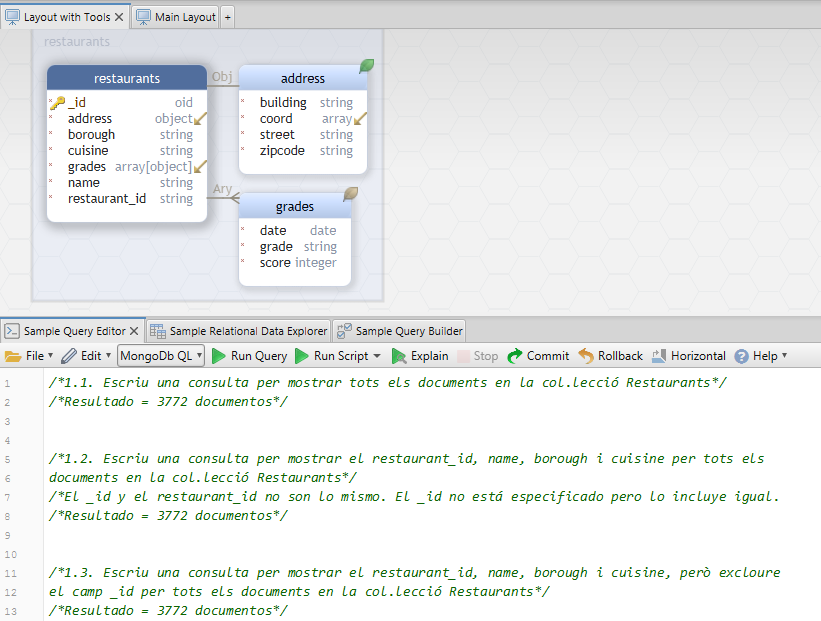 Layout with Tools Main Layout +
restaurants
restaurants
_id oid
address object
borough string
cuisine string
grades array[object]
name string
restaurant_id string
Obj
Ary
address
building string
coord array
street string
zipcode string
grades
date date
grade string
score integer
Sample Query Editor Sample Relational Data Explorer Sample Query Builder
File Edit MongoDb QL Run Query Run Script Explain Stop Commit Rollback Horizontal Help
1 /*1.1. Escriu una consulta per mostrar tots els documents en la col.lecció Restaurants*/
2 /*Resultado = 3772 documentos*/
3
4
5 /*1.2. Escriu una consulta per mostrar el restaurant_id, name, borough i cuisine per tots els
6 documents en la col.lecció Restaurants*/
7 /*El _id y el restaurant_id no son lo mismo. El _id no está especificado pero lo incluye igual.
8 /*Resultado = 3772 documentos*/
9
10
11 /*1.3. Escriu una consulta per mostrar el restaurant_id, name, borough i cuisine, però excloure
12 el camp _id per tots els documents en la col.lecció Restaurants*/
13 /*Resultado = 3772 documentos*/